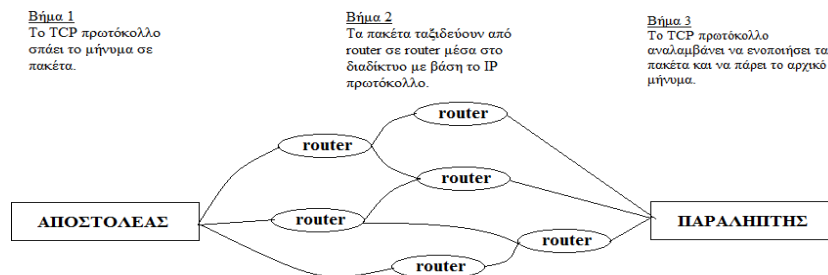 Βήμα 1
Το TCP πρωτόκολλο
σπάει το μήνυμα σε
πακέτα.
Βήμα 2
Τα πακέτα ταξιδεύουν από
router σε router μέσα στο
διαδίκτυο με βάση το IP
πρωτόκολλο.
Βήμα 3
Το TCP πρωτόκολλο
αναλαμβάνει να ενοποιήσει τα
πακέτα και να πάρει το αρχικό
μήνυμα.
router
router
router
ΑΠΟΣΤΟΛΕΑΣ
router
router
router
ΠΑΡΑΛΗΠΤΗΣ